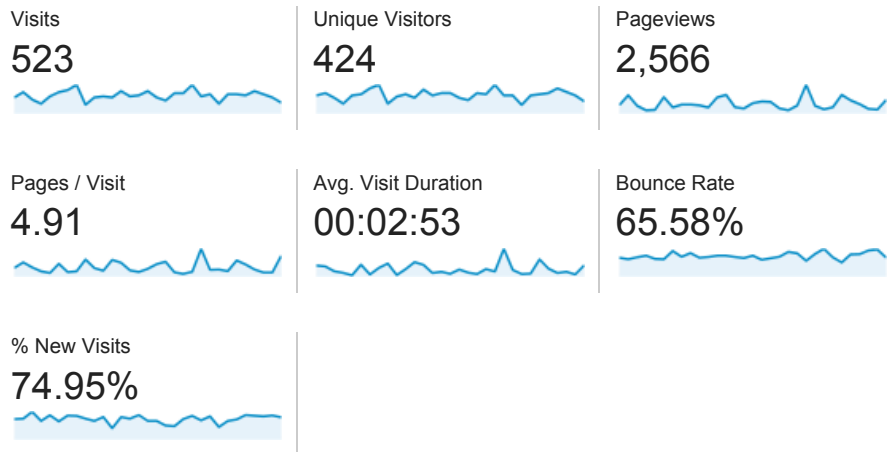 Visits
523
Unique Visitors
424
Pageviews
2,566
Pages / Visit
4.91
Avg. Visit Duration
00:02:53
Bounce Rate
65.58%
% New Visits
74.95%